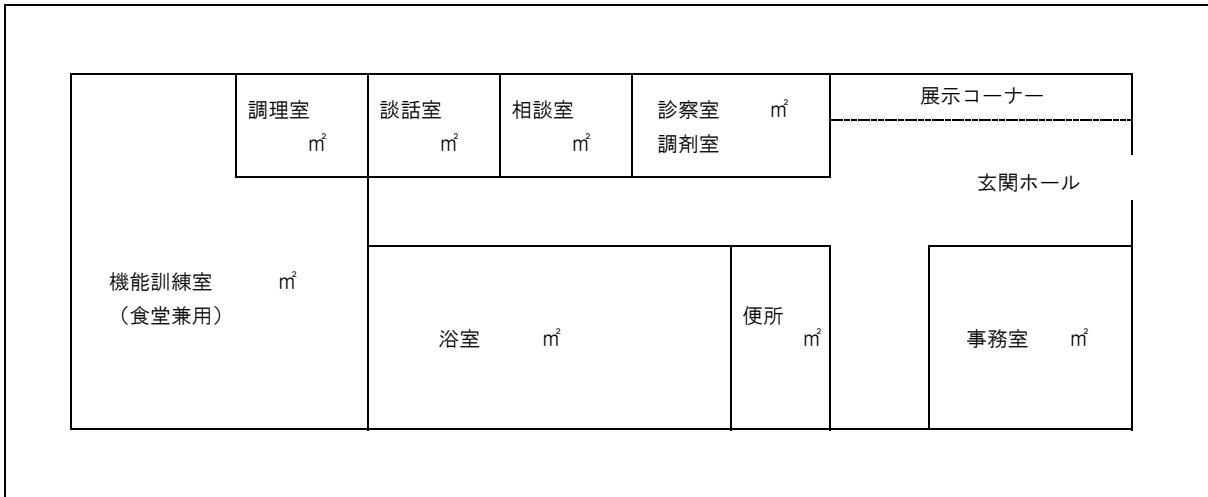 展示コーナー
調理室
㎡
談話室
㎡
相談室
㎡
診察室 ㎡
調剤室
玄関ホール
機能訓練室 ㎡
（食堂兼用）
浴室 ㎡
便所
㎡
事務室 ㎡